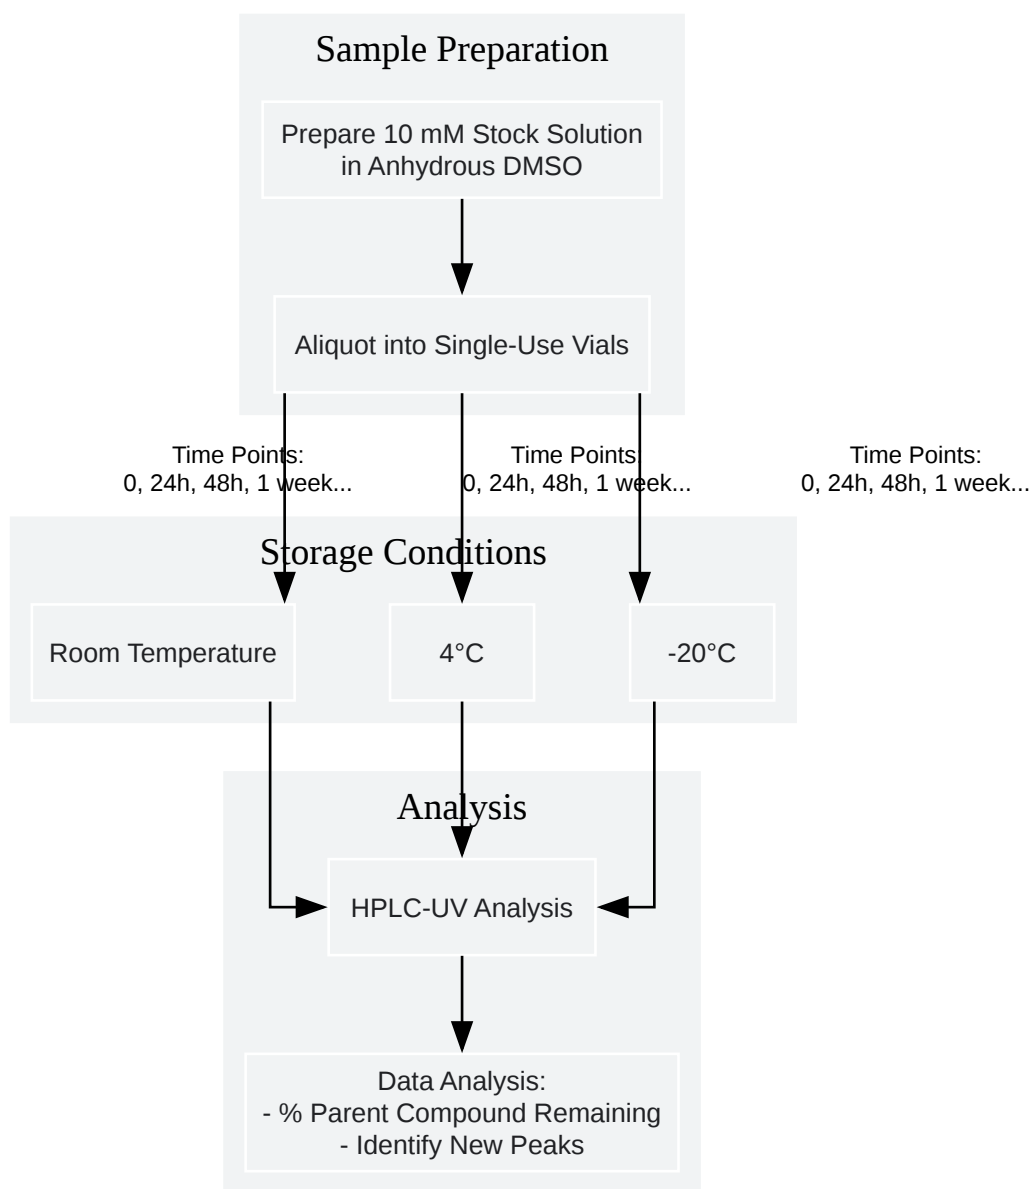 Sample Preparation
Prepare 10 mM Stock Solution
in Anhydrous DMSO
Aliquot into Single-Use Vials
Time Points:
0, 24h, 48h, 1 week...
Time Points:
0, 24h, 48h, 1 week...
Time Points:
0, 24h, 48h, 1 week...
Storage Conditions
Room Temperature
4°C
-20°C
Analysis
HPLC-UV Analysis
Data Analysis:
- % Parent Compound Remaining
- Identify New Peaks